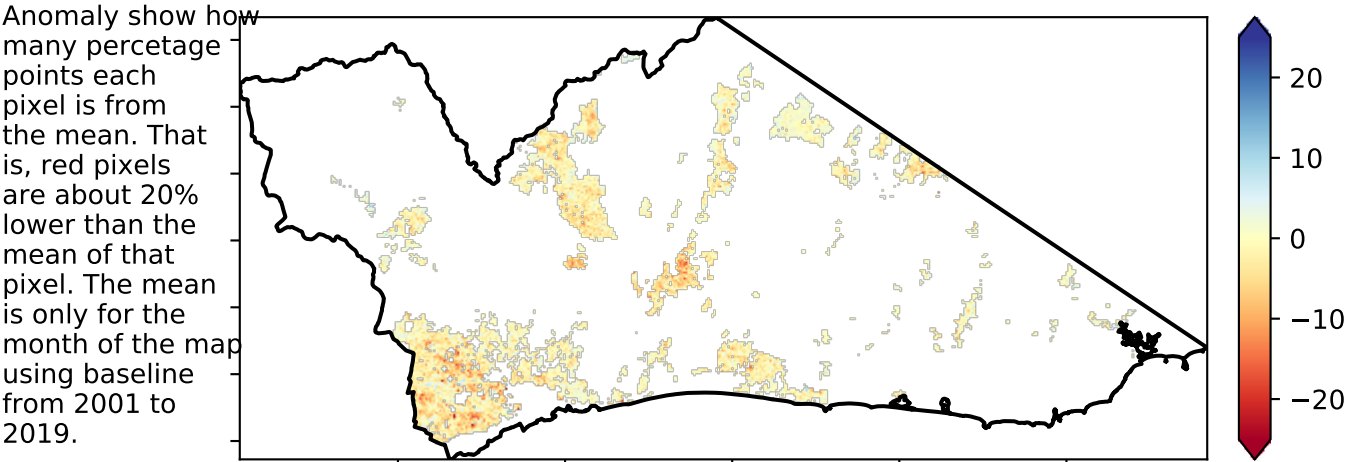 Anomaly show how
many percetage
points each
pixel is from
the mean. That
is, red pixels
are about 20%
lower than the
mean of that
pixel. The mean
is only for the
month of the map
using baseline
from 2001 to
2019.
20
10
0
−10
−20